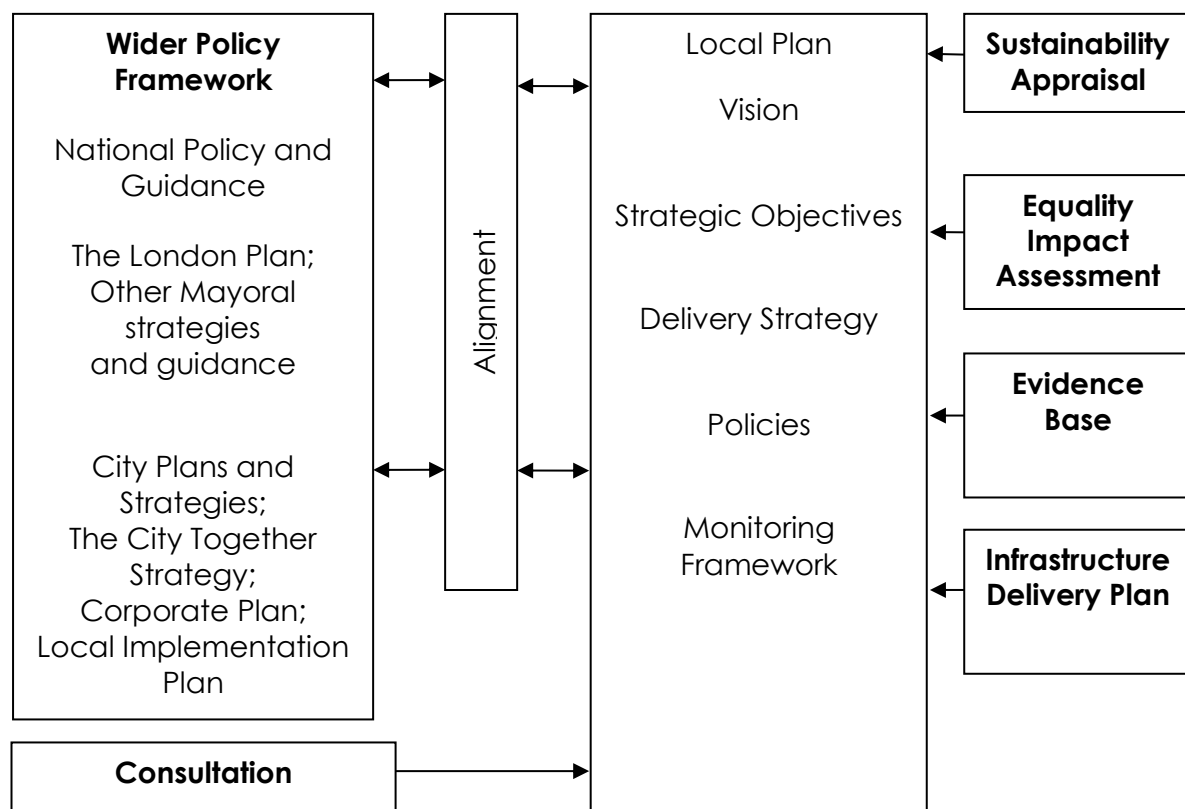 Wider Policy
Framework
National Policy and
Guidance
The London Plan;
Other Mayoral
strategies
and guidance
City Plans and
Strategies;
The City Together
Strategy;
Corporate Plan;
Local Implementation
Plan
Consultation
Alignment
Local Plan
Vision
Strategic Objectives
Delivery Strategy
Policies
Monitoring
Framework
Sustainability
Appraisal
Equality
Impact
Assessment
Evidence
Base
Infrastructure
Delivery Plan